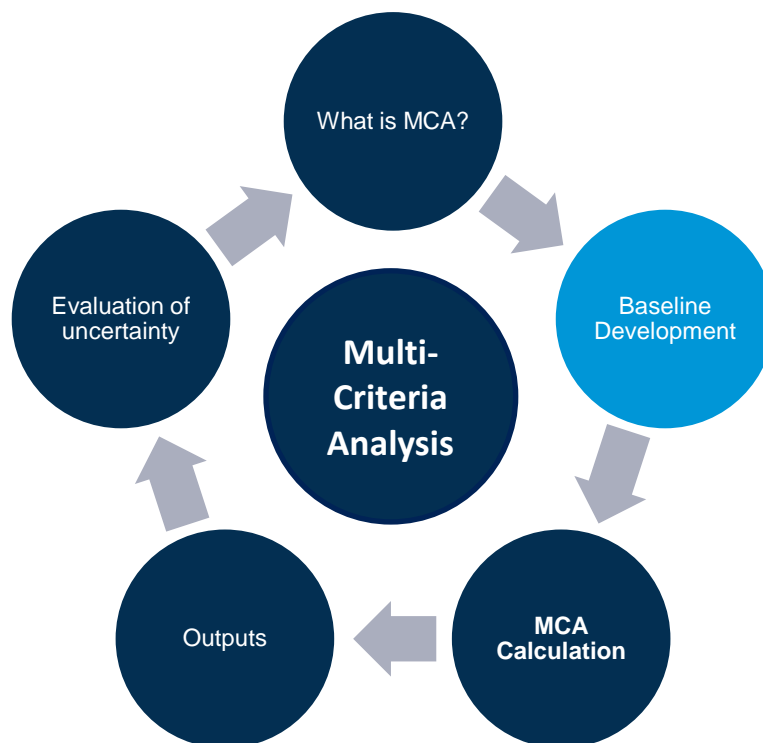 What is MCA?
Baseline
Development
MCA
Calculation
Outputs
Evaluation of
uncertainty
Multi-
Criteria
Analysis